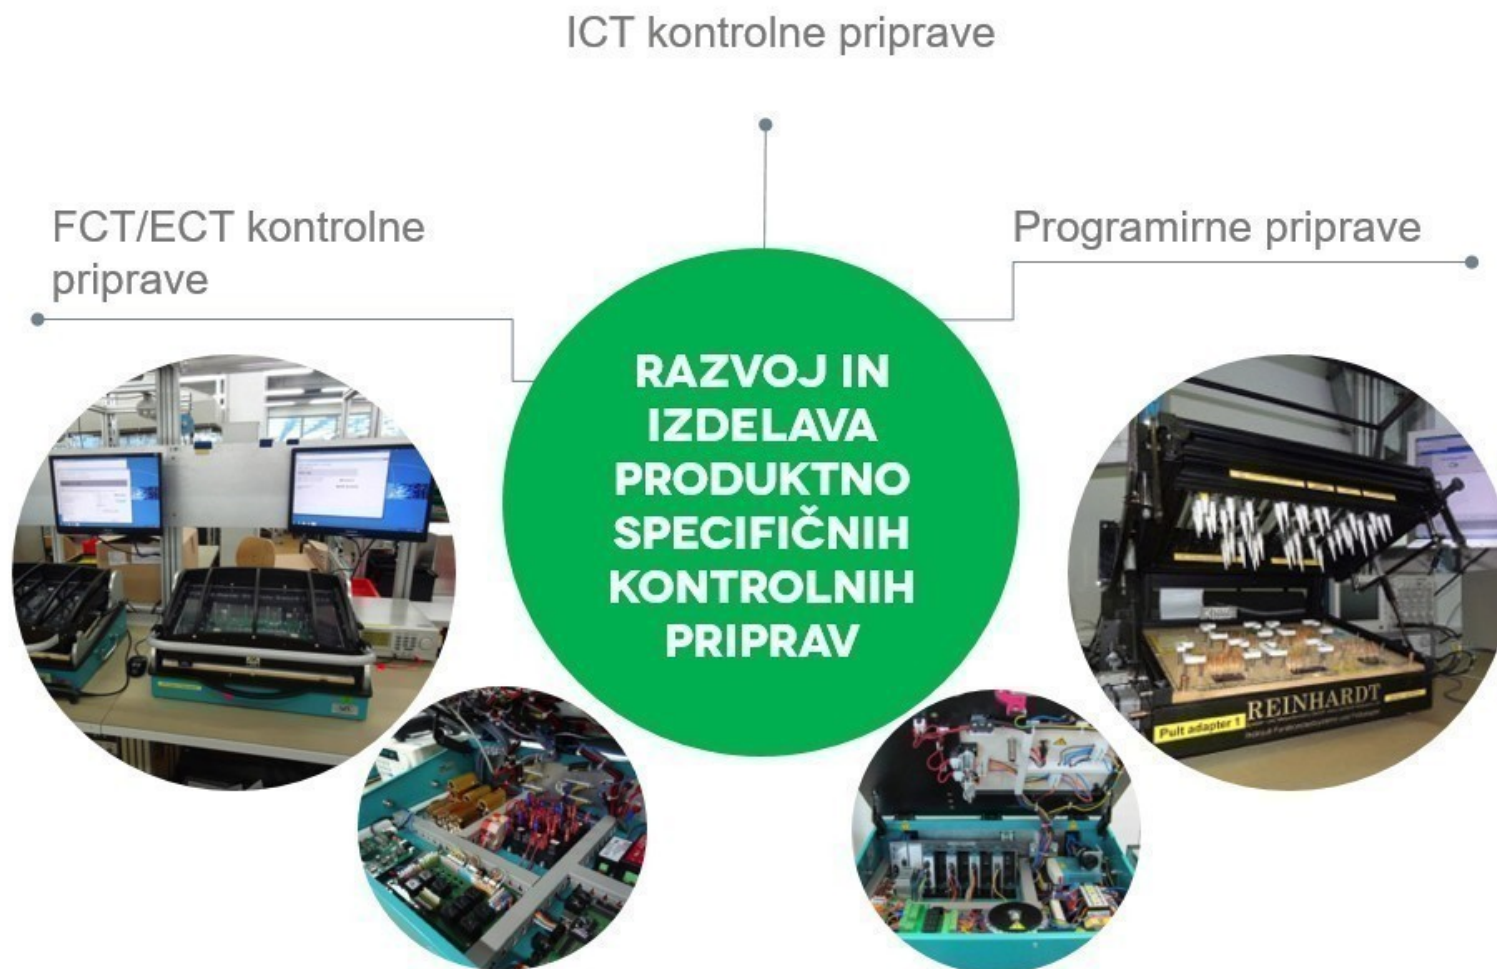 ICT kontrolne priprave
FCT/ECT kontrolne
priprave
Programirne priprave
RAZVOJ IN
IZDELAVA
PRODUKTNO
SPECIFIČNIH
KONTROLNIH
PRIPRAV
REINHARDT
Pult adapter 1